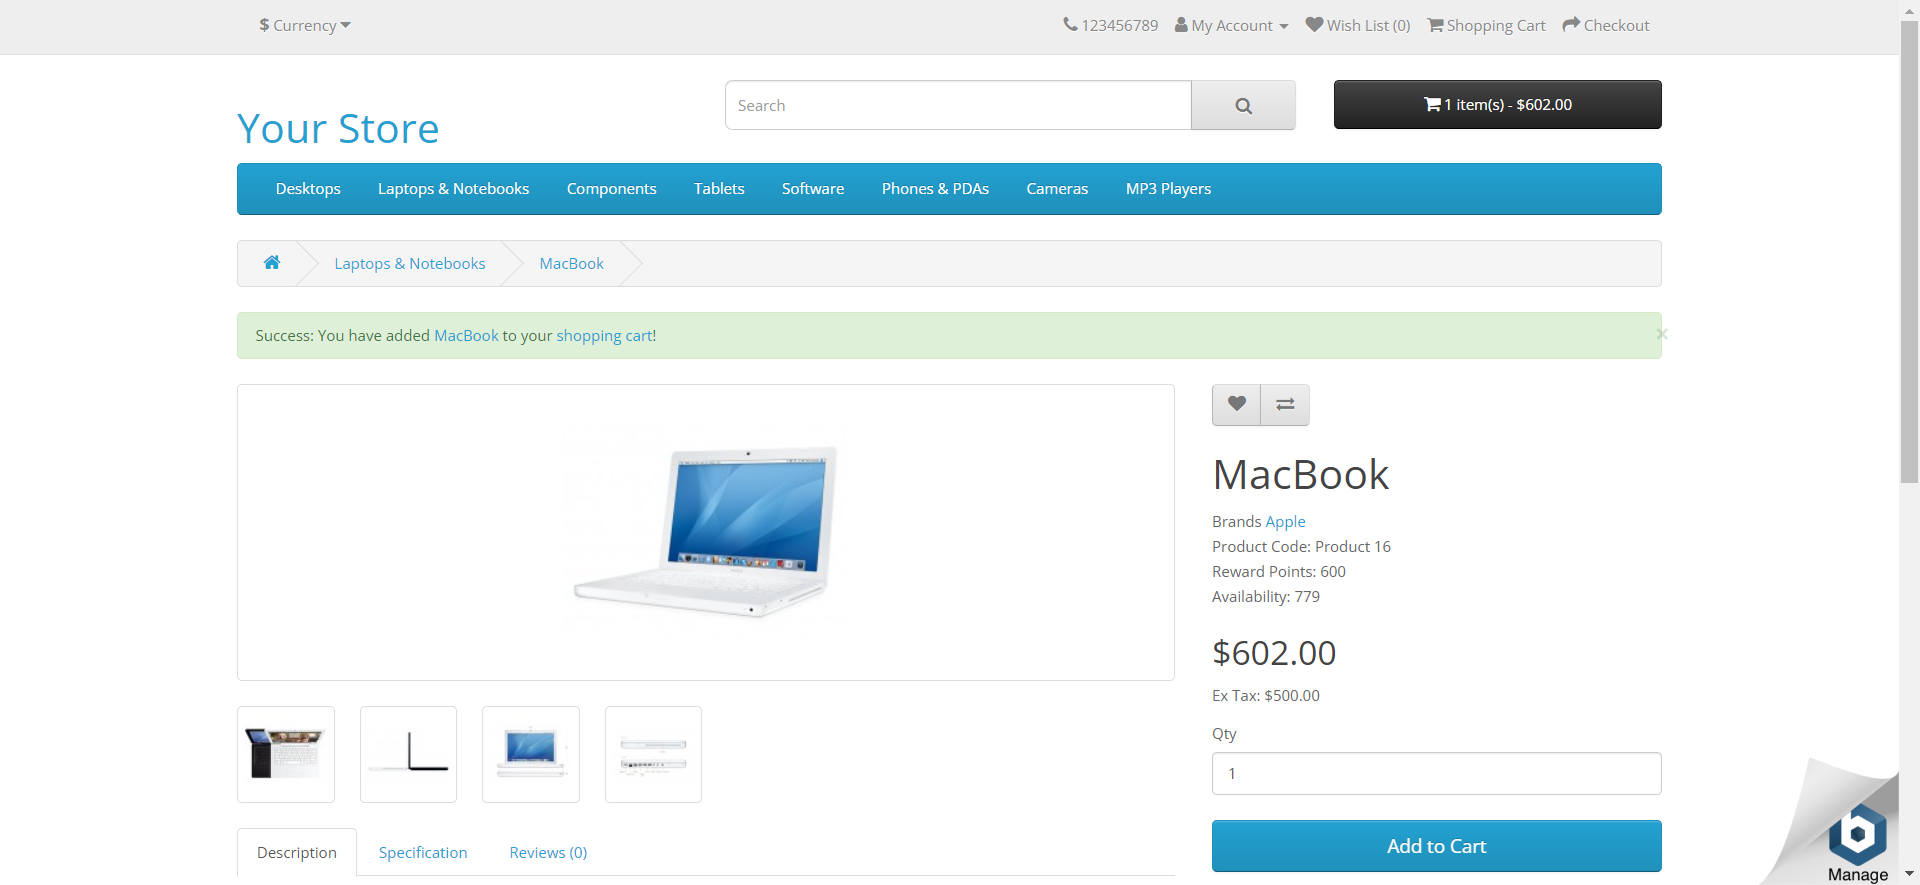 $ Currency
123456789 My Account Wish List (0) Shopping Cart Checkout
Search
1 item(s) - $602.00
Your Store
Desktops Laptops & Notebooks Components Tablets Software Phones & PDAs Cameras MP3 Players
Laptops & Notebooks MacBook
Success: You have added MacBook to your shopping cart!
×
MacBook
Brands Apple
Product Code: Product 16
Reward Points: 600
Availability: 779
$602.00
Ex Tax: $500.00
Qty
1
Add to Cart
Description Specification Reviews (0)
b
Manage